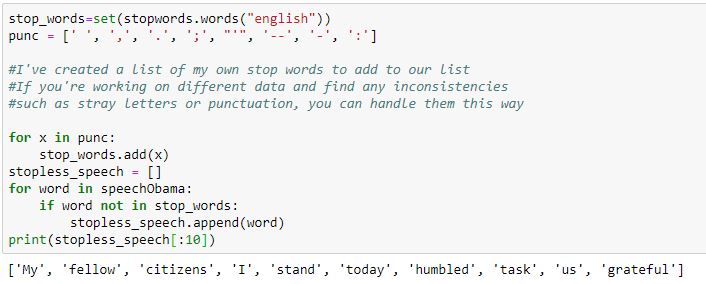 stop_words=set(stopwords.words("english"))
punc = [' ', ',', '.', ';', "'", '--', '-', ':']
#I've created a list of my own stop words to add to our list
#If you're working on different data and find any inconsistencies
#such as stray letters or punctuation, you can handle them this way
for x in punc:
    stop_words.add(x)
stopless_speech = []
for word in speechObama:
    if word not in stop_words:
        stopless_speech.append(word)
print(stopless_speech[:10])
['My', 'fellow', 'citizens', 'I', 'stand', 'today', 'humbled', 'task', 'us', 'grateful']